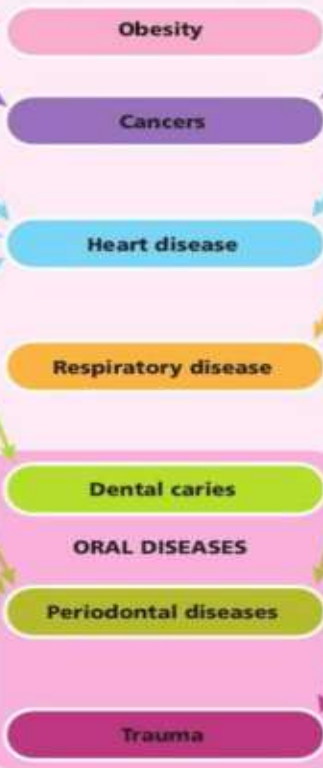 Obesity
Cancers
Heart disease
Respiratory disease
Dental caries
ORAL DISEASES
Periodontal diseases
Trauma